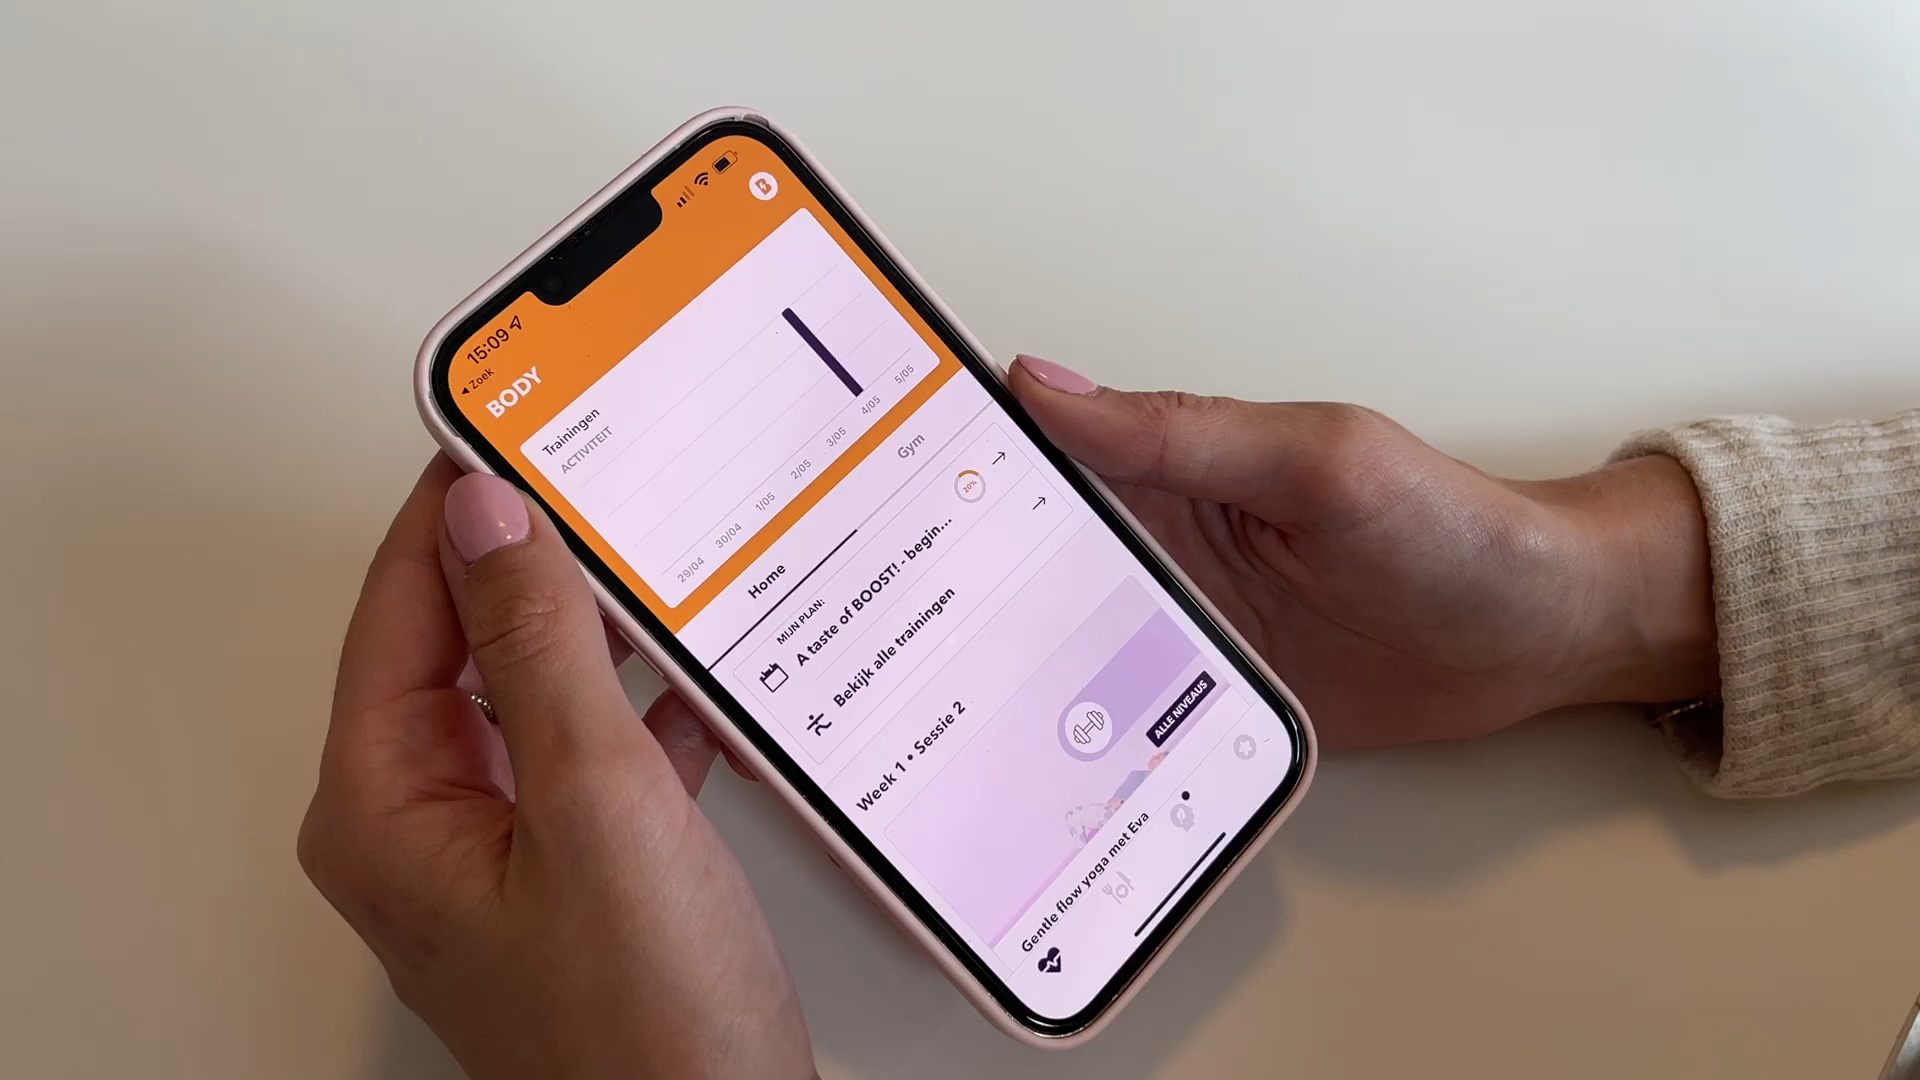 15:09
◀ Zoek
BODY
Trainingen
ACTIVITEIT
29/04 30/04 1/05 2/05 3/05 4/05 5/05
Home Gym
MIJN PLAN:
A taste of BOOST! - begin...
20%
Bekijk alle trainingen
Week 1 • Sessie 2
ALLE NIVEAUS
Gentle flow yoga met Eva